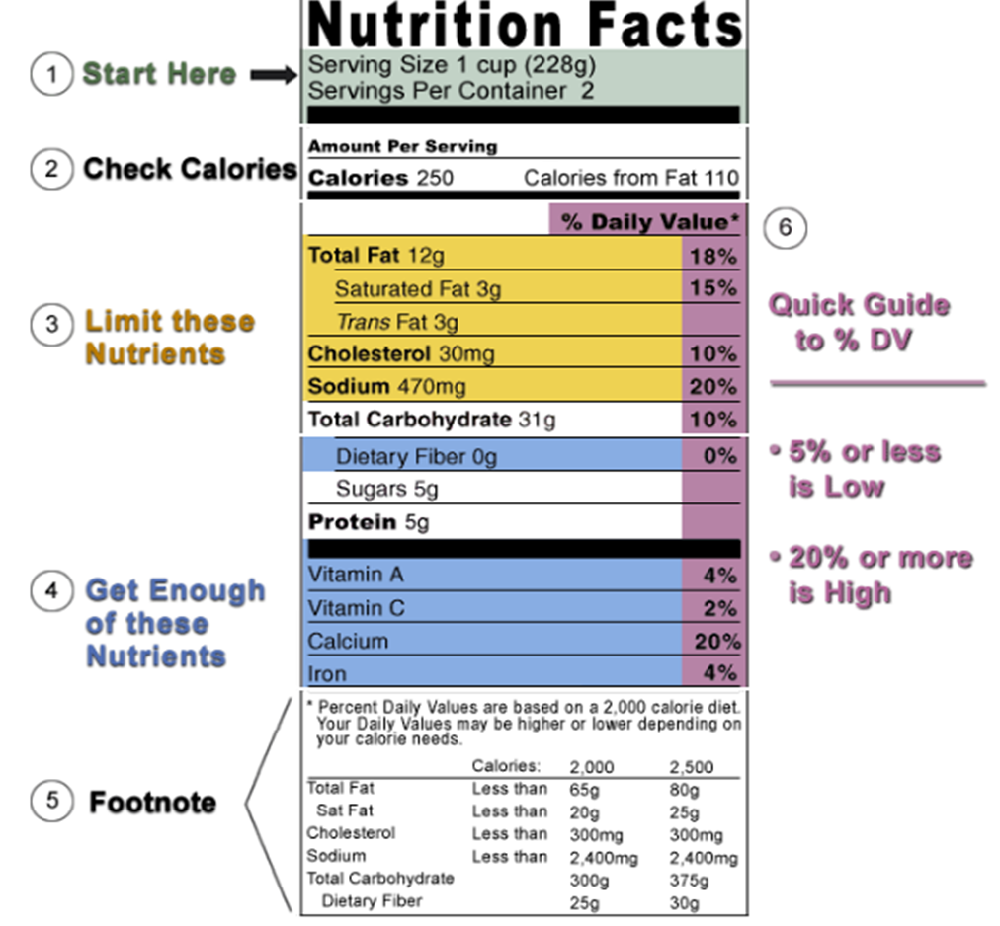 Nutrition Facts
1 Start Here
Serving Size 1 cup (228g)
Servings Per Container 2
Amount Per Serving
2 Check Calories
Calories 250 Calories from Fat 110
% Daily Value*
Total Fat 12g 18%
Saturated Fat 3g 15%
Trans Fat 3g
Cholesterol 30mg 10%
Sodium 470mg 20%
Total Carbohydrate 31g 10%
Dietary Fiber 0g 0%
Sugars 5g
Protein 5g
Vitamin A 4%
Vitamin C 2%
Calcium 20%
Iron 4%
3 Limit these
Nutrients
4 Get Enough
of these
Nutrients
6
Quick Guide
to % DV
• 5% or less
is Low
• 20% or more
is High
5 Footnote
* Percent Daily Values are based on a 2,000 calorie diet.
Your Daily Values may be higher or lower depending on
your calorie needs.
Calories: 2,000 2,500
Total Fat Less than 65g 80g
Sat Fat Less than 20g 25g
Cholesterol Less than 300mg 300mg
Sodium Less than 2,400mg 2,400mg
Total Carbohydrate 300g 375g
Dietary Fiber 25g 30g